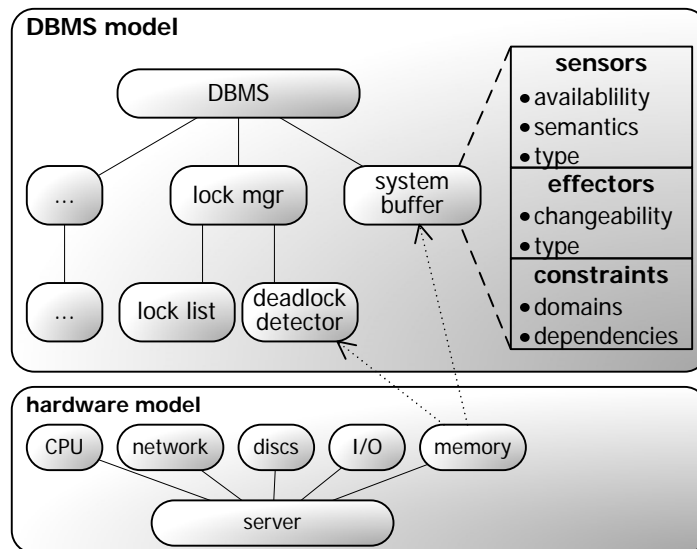 DBMS model
DBMS
...
lock mgr
system
buffer
...
lock list
deadlock
detector
sensors
• availablility
• semantics
• type
effectors
• changeability
• type
constraints
• domains
• dependencies
hardware model
CPU
network
discs
I/O
memory
server